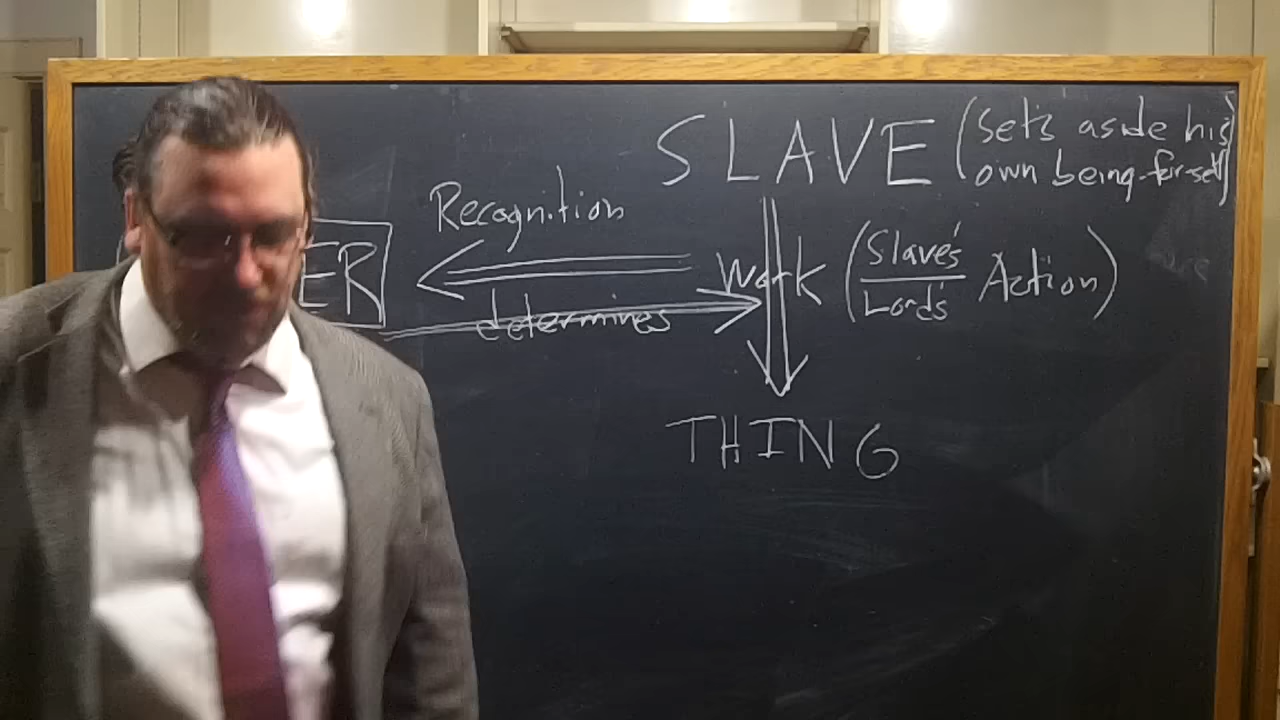 SLAVE (sets aside his
own being-for-self)
Recognition
ER
Work (Slave's
Lord's Action)
determines
THING